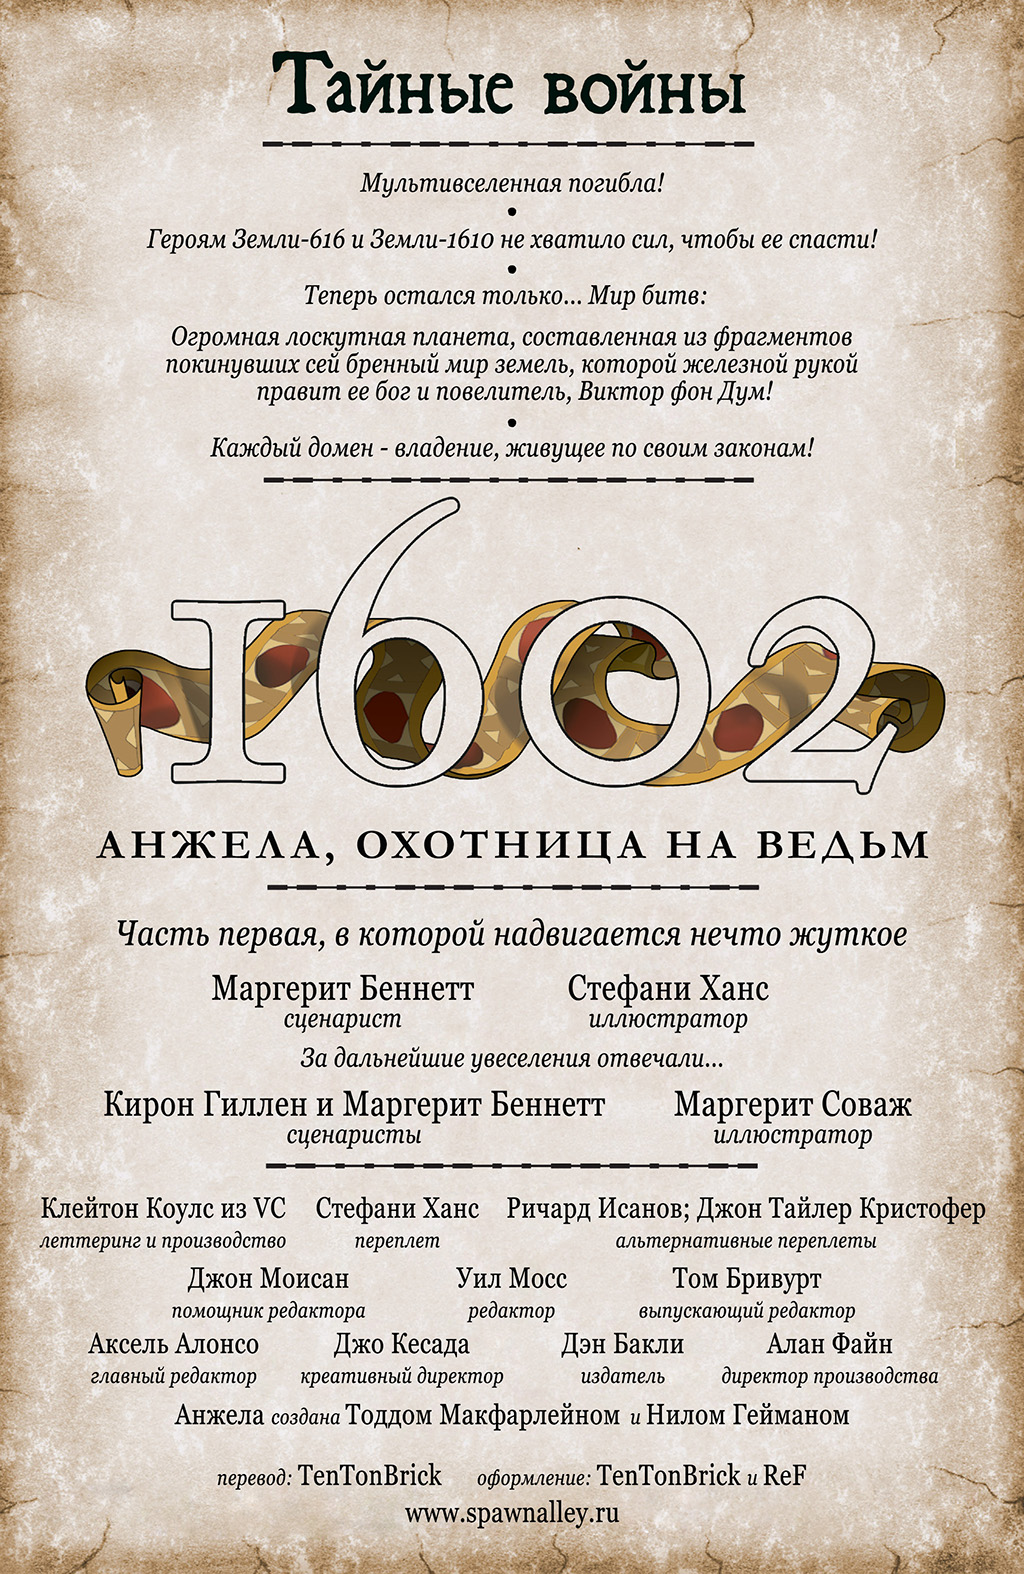 Тайные войны
Мультивселенная погибла!
•
Героям Земли-616 и Земли-1610 не хватило сил, чтобы ее спасти!
•
Теперь остался только... Мир битв:
Огромная лоскутная планета, составленная из фрагментов
покинувших сей бренный мир земель, которой железной рукой
правит ее бог и повелитель, Виктор фон Дум!
•
Каждый домен - владение, живущее по своим законам!
1602
АНЖЕЛА, ОХОТНИЦА НА ВЕДЬМ
Часть первая, в которой надвигается нечто жуткое
Маргерит Беннетт Стефани Ханс
сценарист иллюстратор
За дальнейшие увеселения отвечали...
Кирон Гиллен и Маргерит Беннетт Маргерит Соваж
сценаристы иллюстратор
Клейтон Коулс из VC Стефани Ханс Ричард Исанов; Джон Тайлер Кристофер
леттеринг и производство переплет альтернативные переплеты
Джон Моисан Уил Мосс Том Бривурт
помощник редактора редактор выпускающий редактор
Аксель Алонсо Джо Кесада Дэн Бакли Алан Файн
главный редактор креативный директор издатель директор производства
Анжела создана Тоддом Макфарлейном и Нилом Гейманом
перевод: TenTonBrick оформление: TenTonBrick и ReF
www.spawnalley.ru